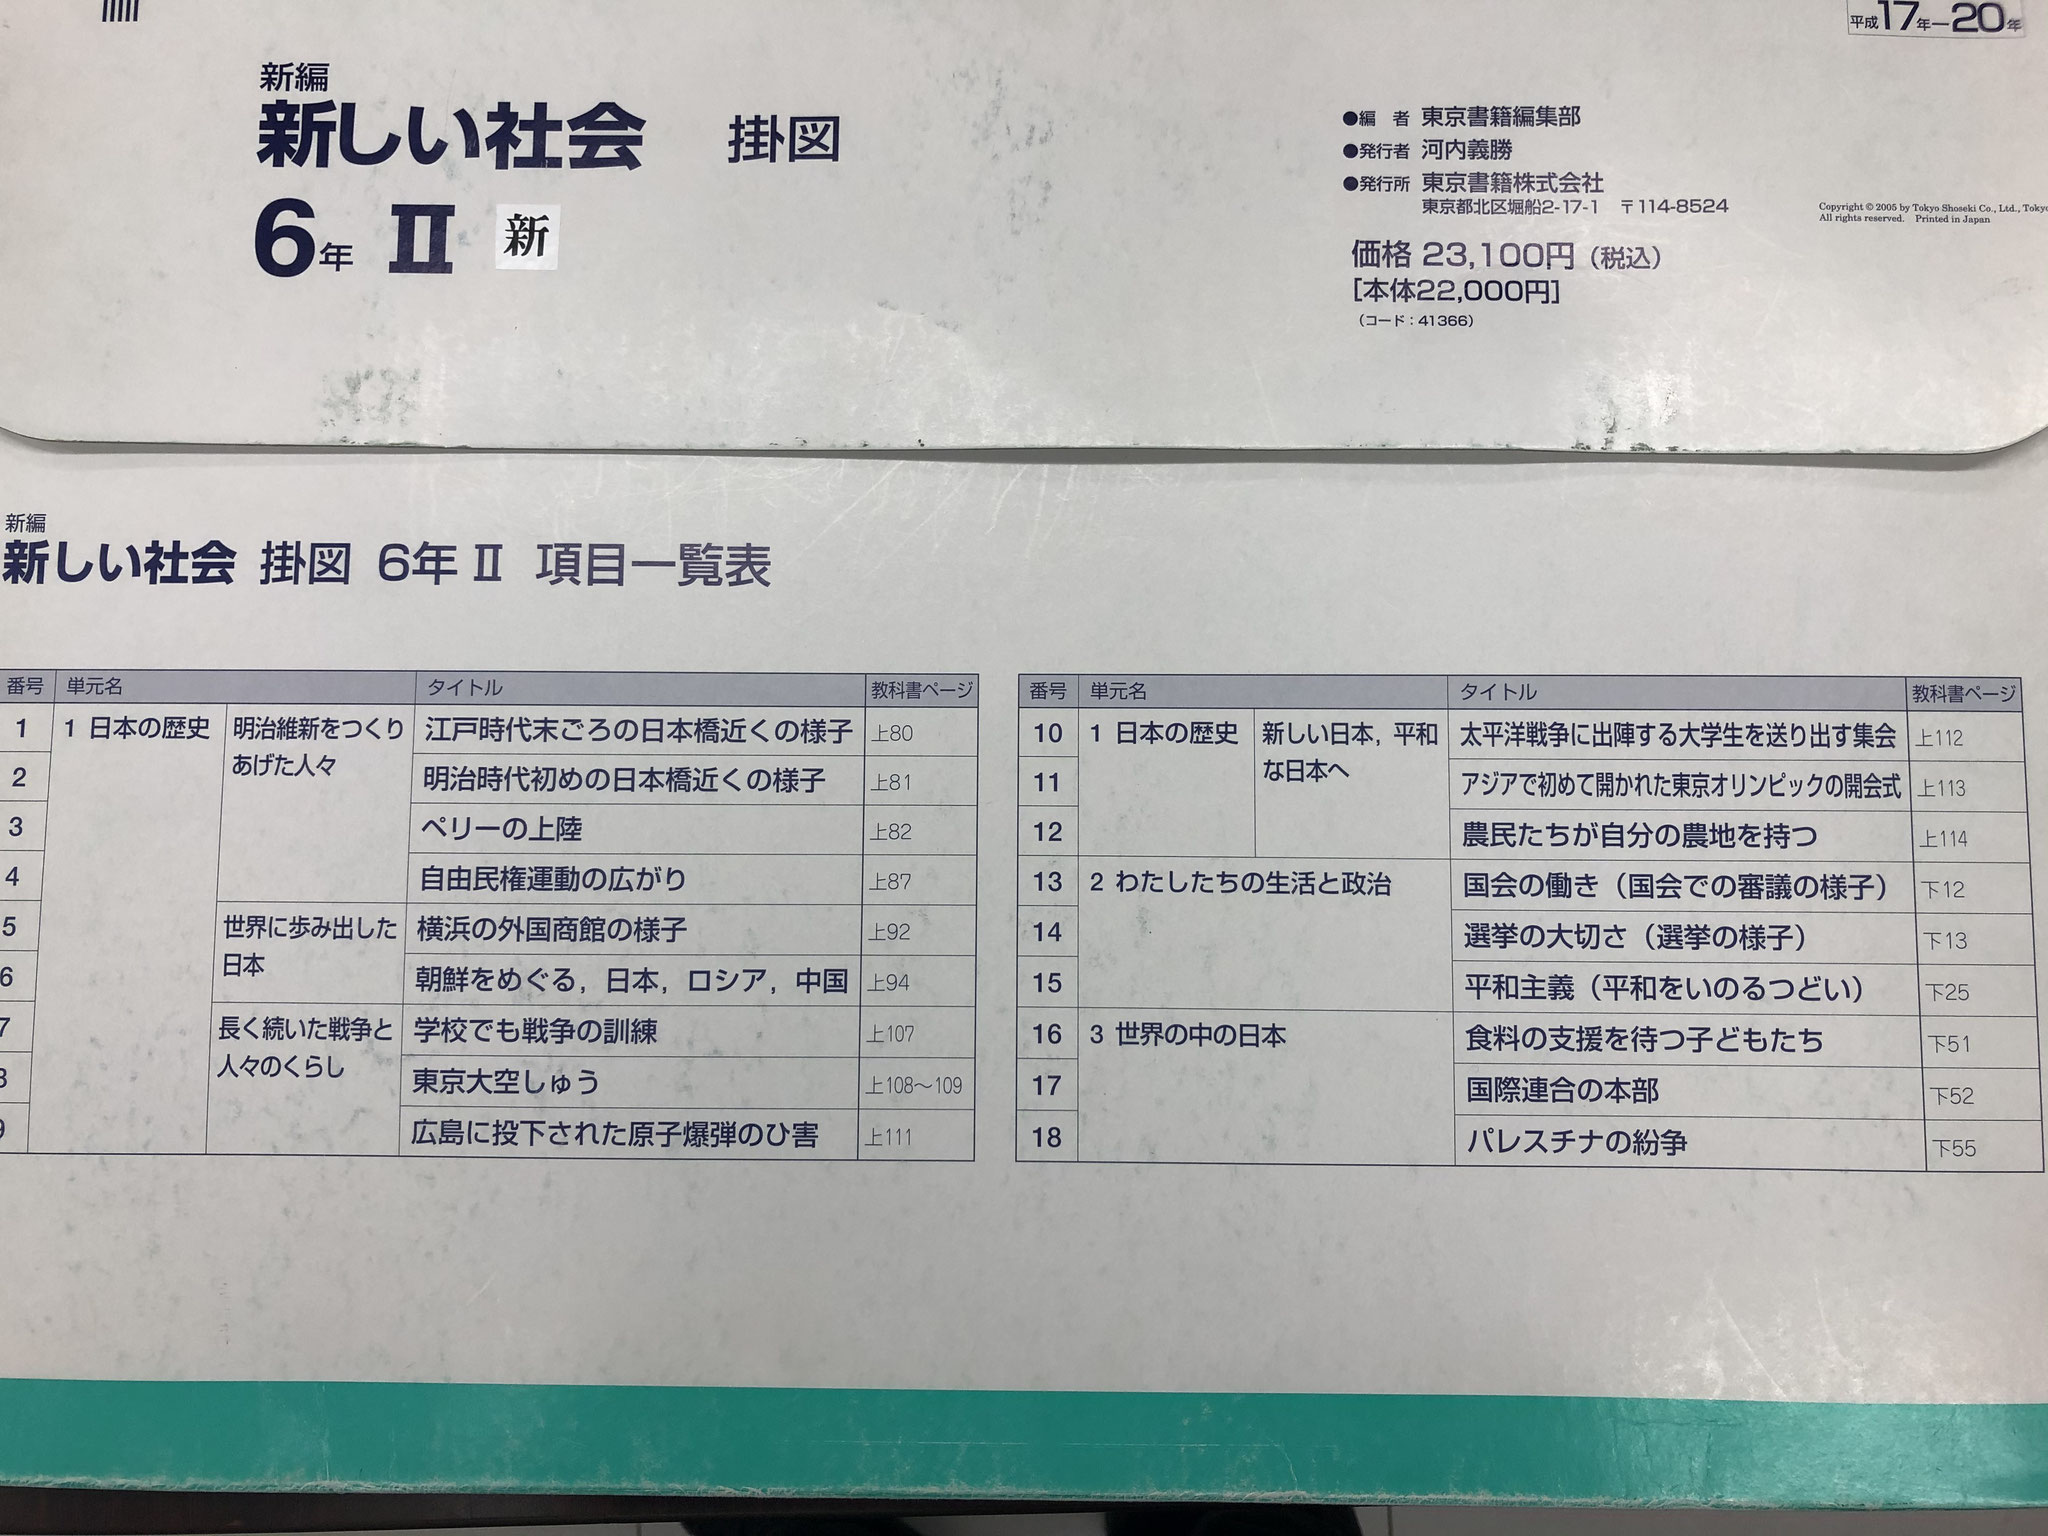 平成17年―20年
新編
新しい社会 掛図
6年 Ⅱ 新
●編 者 東京書籍編集部
●発行者 河内義勝
●発行所 東京書籍株式会社
東京都北区堀船2-17-1 〒114-8524
価格 23,100円（税込）
[本体22,000円]
（コード：41366）
Copyright © 2005 by Tokyo Shoseki Co., Ltd., Tokyo
All rights reserved. Printed in Japan
新編
新しい社会 掛図 6年Ⅱ 項目一覧表
番号 単元名 タイトル 教科書ページ
1 1 日本の歴史 明治維新をつくりあげた人々 江戸時代末ごろの日本橋近くの様子 上80
2 明治時代初めの日本橋近くの様子 上81
3 ペリーの上陸 上82
4 自由民権運動の広がり 上87
5 世界に歩み出した日本 横浜の外国商館の様子 上92
6 朝鮮をめぐる，日本，ロシア，中国 上94
7 長く続いた戦争と人々のくらし 学校でも戦争の訓練 上107
8 東京大空しゅう 上108～109
9 広島に投下された原子爆弾のひ害 上111
番号 単元名 タイトル 教科書ページ
10 1 日本の歴史 新しい日本，平和な日本へ 太平洋戦争に出陣する大学生を送り出す集会 上112
11 アジアで初めて開かれた東京オリンピックの開会式 上113
12 農民たちが自分の農地を持つ 上114
13 2 わたしたちの生活と政治 国会の働き（国会での審議の様子） 下12
14 選挙の大切さ（選挙の様子） 下13
15 平和主義（平和をいのるつどい） 下25
16 3 世界の中の日本 食料の支援を待つ子どもたち 下51
17 国際連合の本部 下52
18 パレスチナの紛争 下55